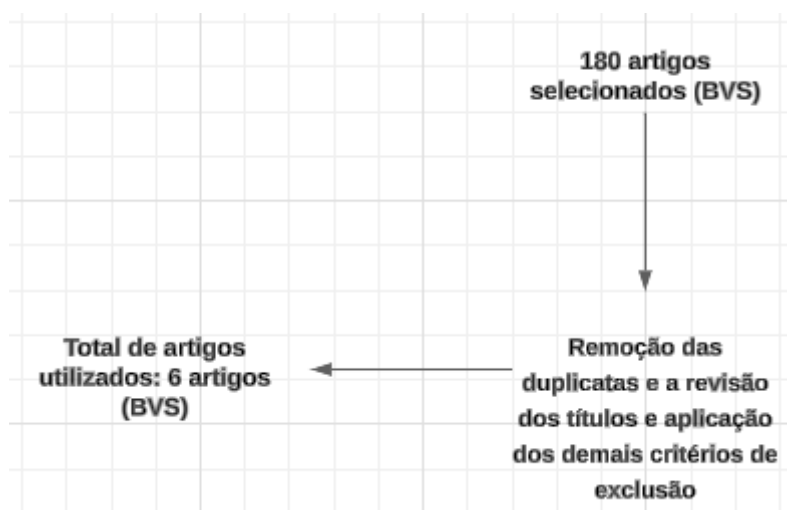 180 artigos
selecionados (BVS)
Remoção das
duplicatas e a revisão
dos títulos e aplicação
dos demais critérios de
exclusão
Total de artigos
utilizados: 6 artigos
(BVS)